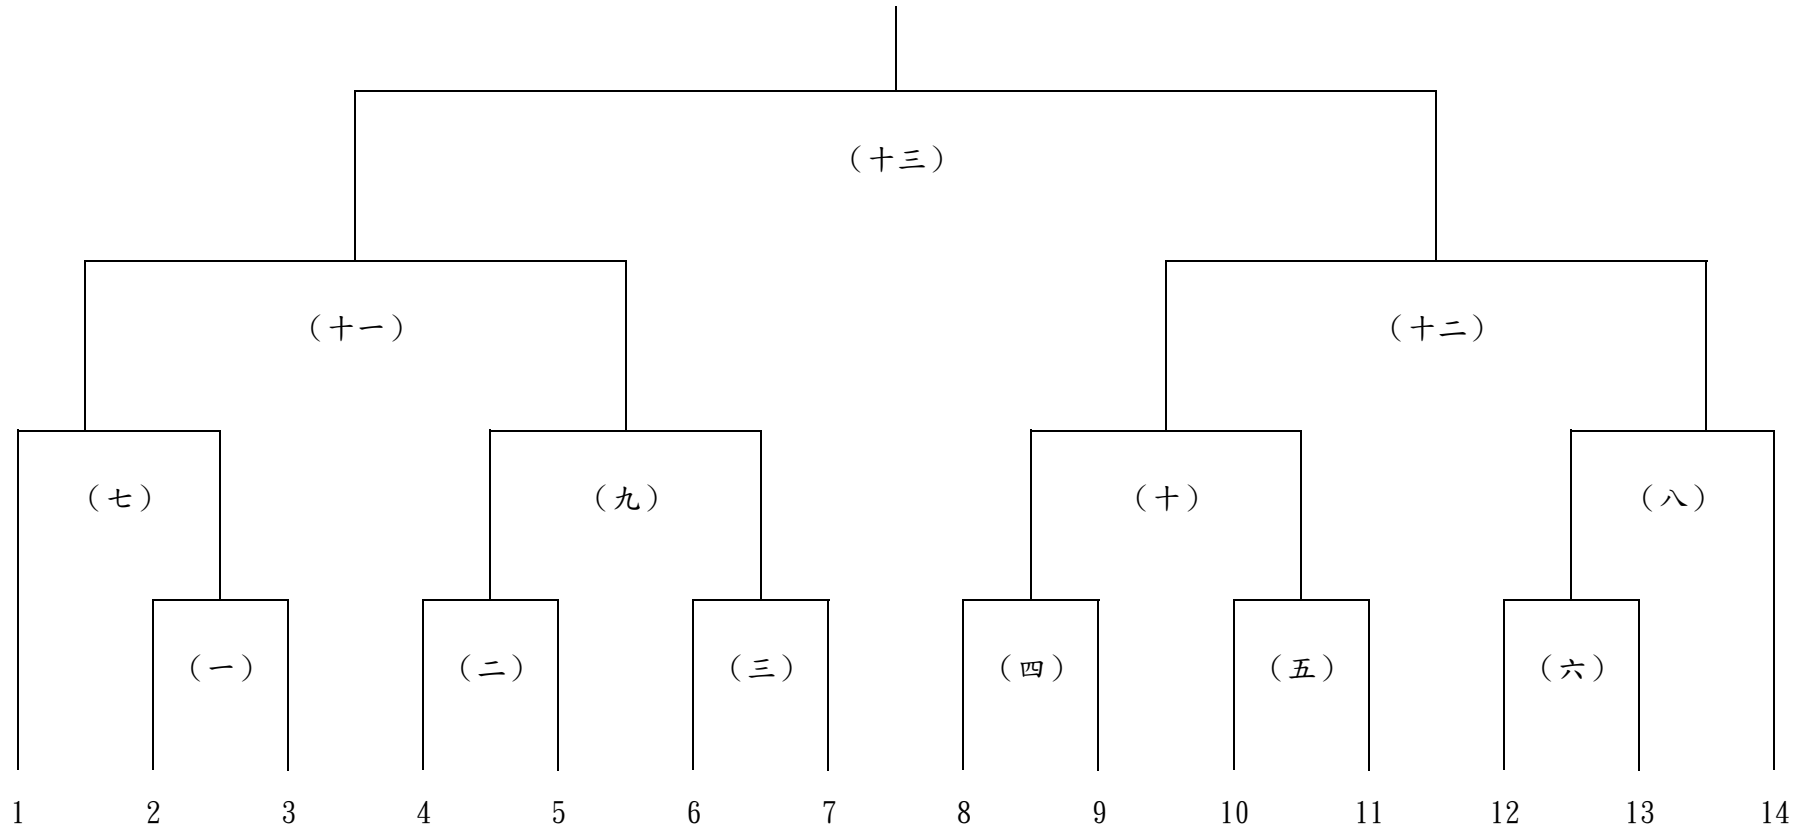 （十三）
（十一） （十二）
（七） （九） （十） （八）
（一） （二） （三） （四） （五） （六）
1 2 3 4 5 6 7 8 9 10 11 12 13 14